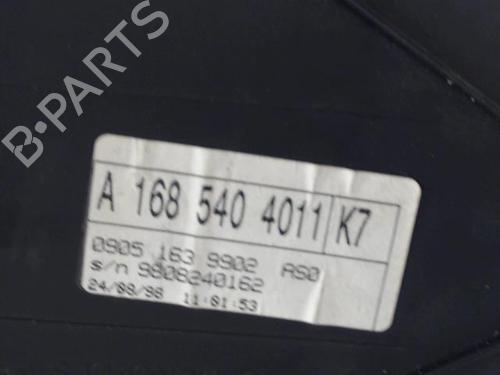 B-PARTS
A 168 540 4011 K7
0905 163 9902 AS0
s/n 9808240162
24/08/98 11:01:53